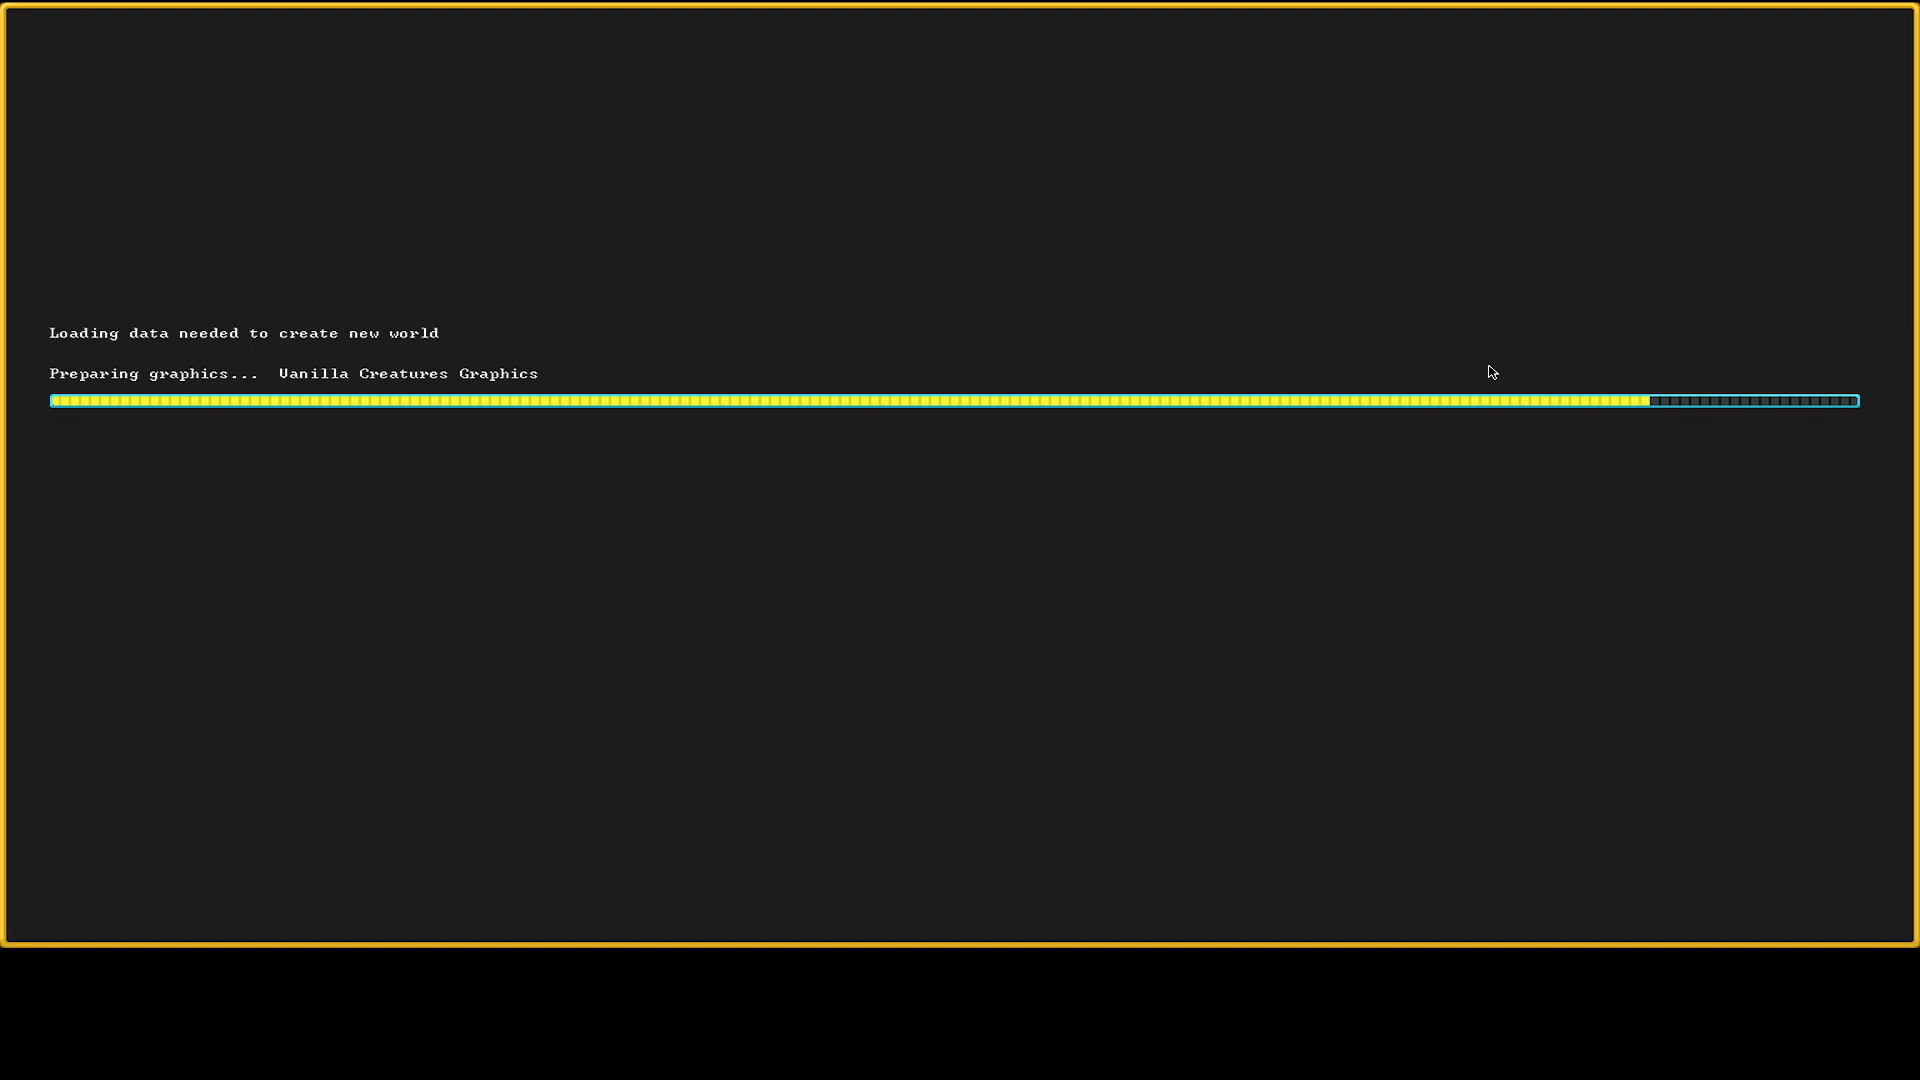 Loading data needed to create new world
Preparing graphics...  Vanilla Creatures Graphics